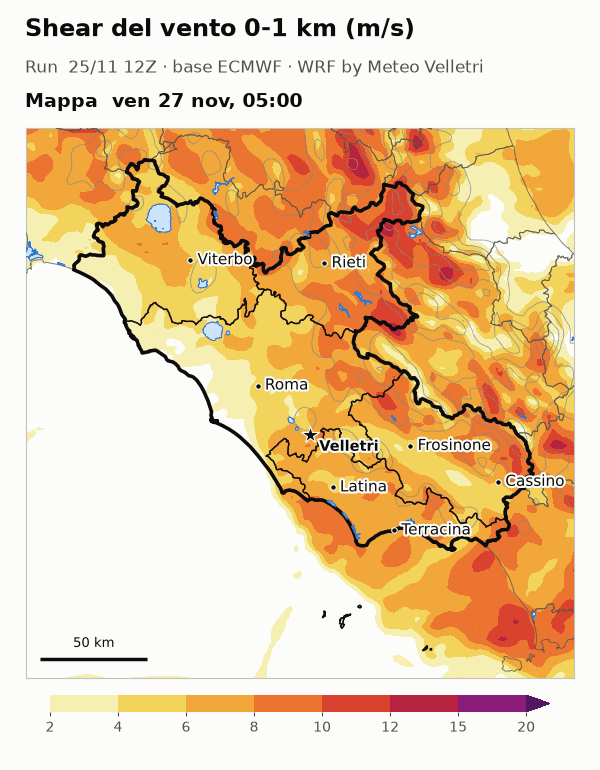 Shear del vento 0-1 km (m/s)
Run  25/11 12Z · base ECMWF · WRF by Meteo Velletri
Mappa  ven 27 nov, 05:00
Viterbo
Rieti
Roma
Velletri
Frosinone
Cassino
Latina
Terracina
50 km
2 4 6 8 10 12 15 20